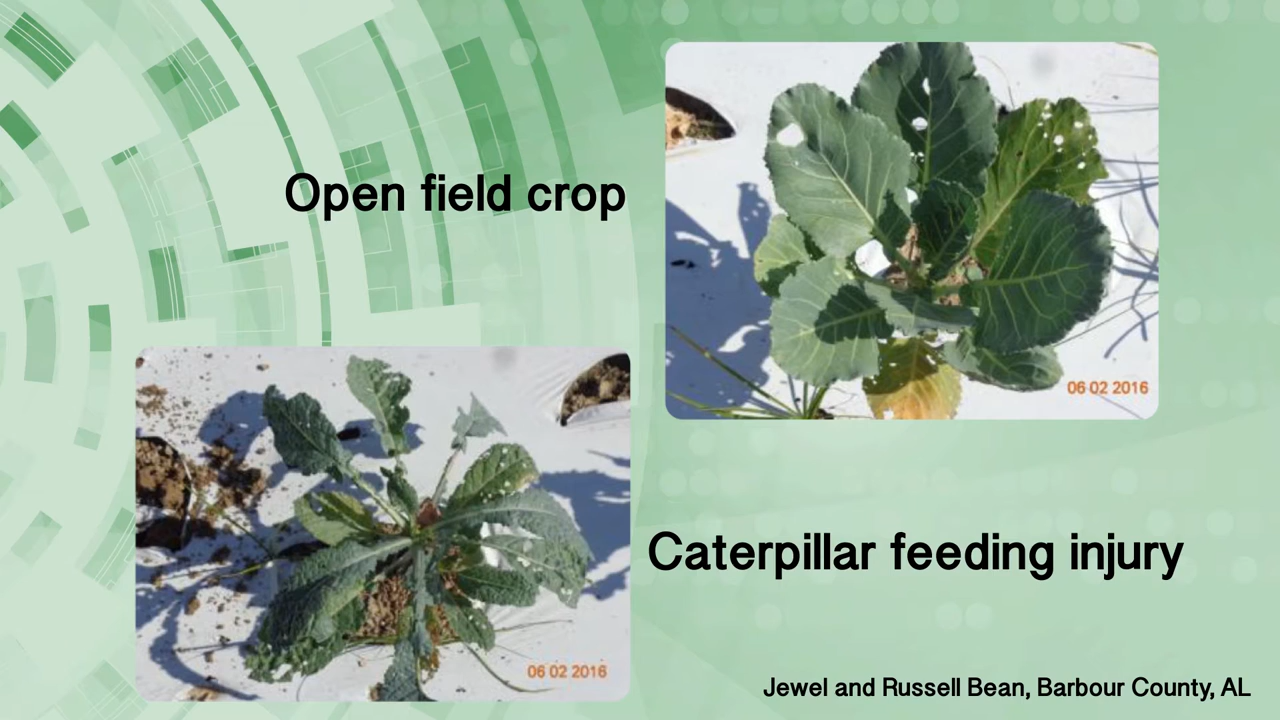 Open field crop
06 02 2016
06 02 2016
Caterpillar feeding injury
Jewel and Russell Bean, Barbour County, AL